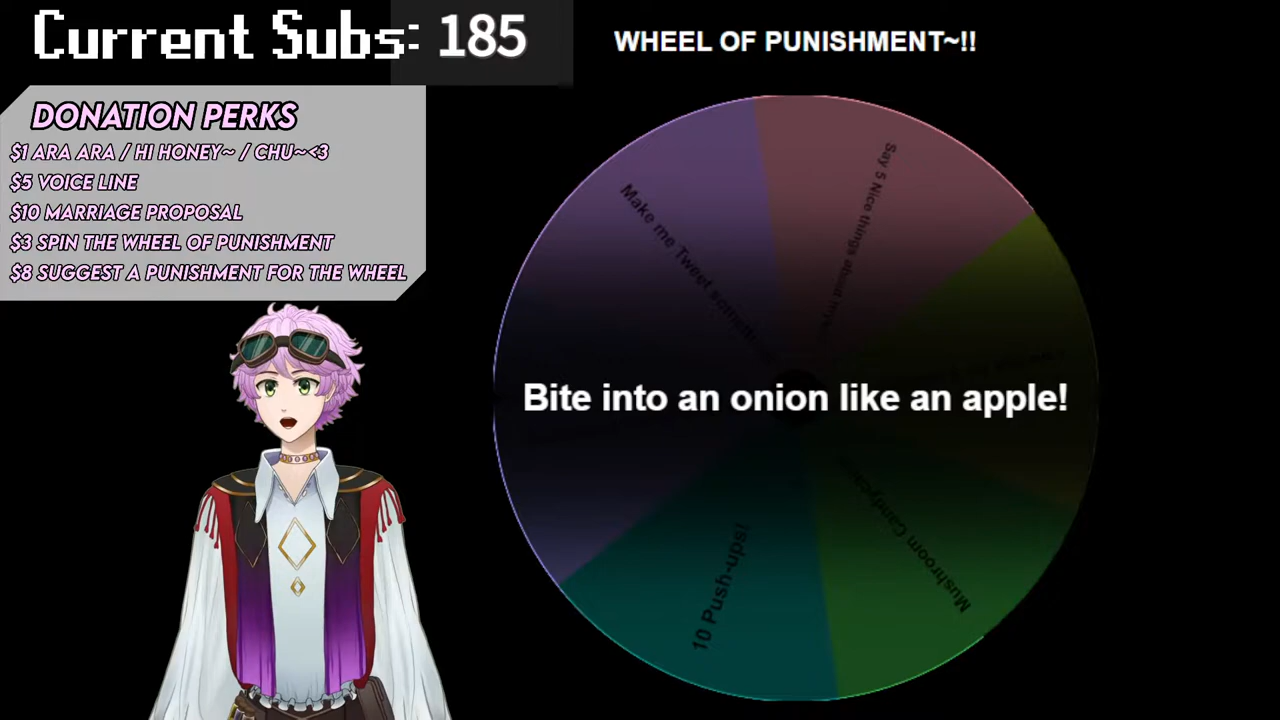 Current Subs: 185
WHEEL OF PUNISHMENT~!!
DONATION PERKS
$1 ARA ARA / HI HONEY~ / CHU~<3
$5 VOICE LINE
$10 MARRIAGE PROPOSAL
$3 SPIN THE WHEEL OF PUNISHMENT
$8 SUGGEST A PUNISHMENT FOR THE WHEEL
Say 5 Nice things about
Make me Tweet
Bite into an onion like an apple!
Mushroom
10 Push-ups!